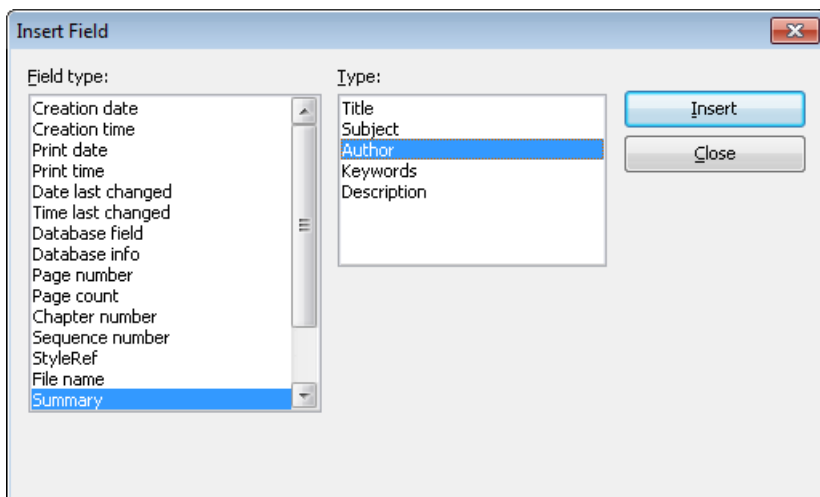 Insert Field
Field type:
Creation date
Creation time
Print date
Print time
Date last changed
Time last changed
Database field
Database info
Page number
Page count
Chapter number
Sequence number
StyleRef
File name
Summary
Type:
Title
Subject
Author
Keywords
Description
Insert
Close